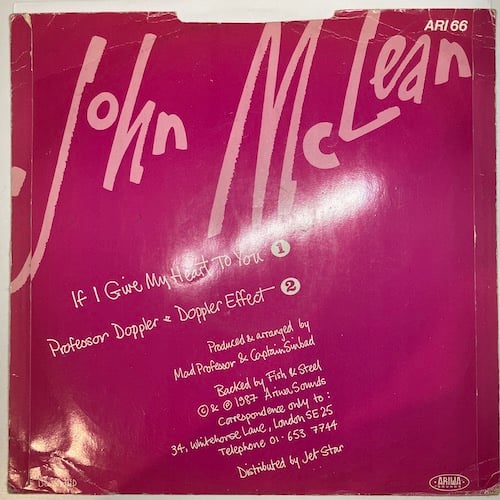 ARI 66
John McLean
If I Give My Heart To You 1
Professor Doppler & Doppler Effect 2
Produced & arranged by
Mad Professor & Captain Sinbad
Backed by Fish & Steel
© & ℗ 1987 Ariwa Sounds
Correspondence only to:
34, Whitehorse Lane, London SE25
Telephone 01-653 7744
Distributed by Jet Star
ARIWA